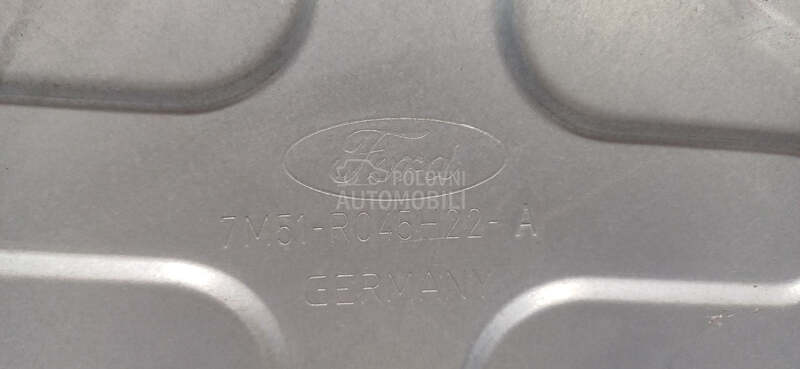 Ford
POLOVNI
AUTOMOBILI
7M51-R045H22-A
GERMANY